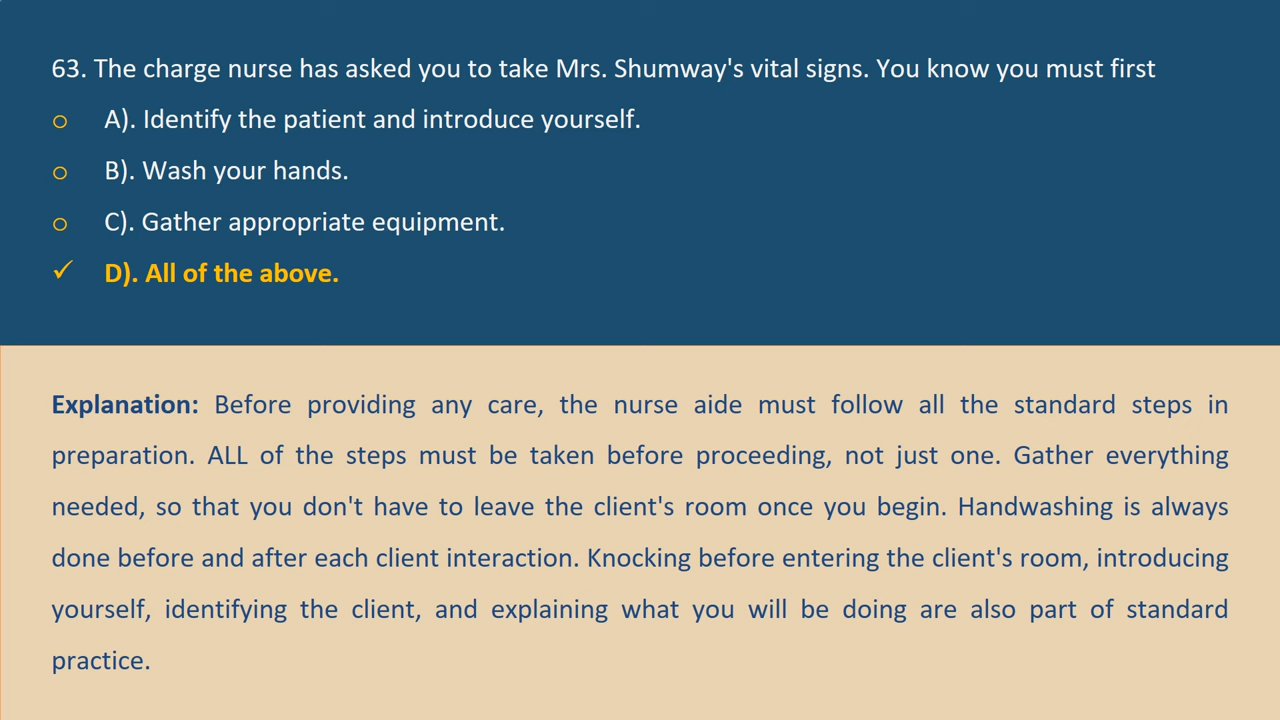 63. The charge nurse has asked you to take Mrs. Shumway's vital signs. You know you must first
o A). Identify the patient and introduce yourself.
o B). Wash your hands.
o C). Gather appropriate equipment.
✓ D). All of the above.
Explanation: Before providing any care, the nurse aide must follow all the standard steps in
preparation. ALL of the steps must be taken before proceeding, not just one. Gather everything
needed, so that you don't have to leave the client's room once you begin. Handwashing is always
done before and after each client interaction. Knocking before entering the client's room, introducing
yourself, identifying the client, and explaining what you will be doing are also part of standard
practice.